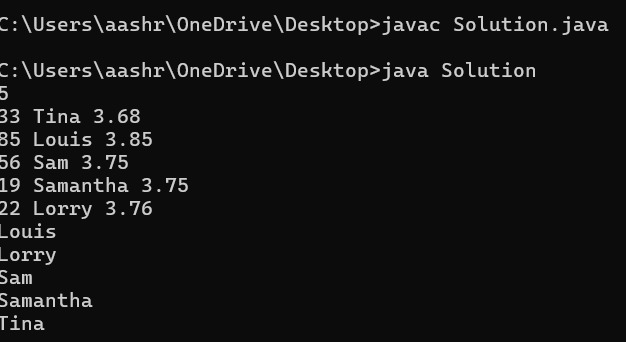 C:\Users\aashr\OneDrive\Desktop>javac Solution.java
C:\Users\aashr\OneDrive\Desktop>java Solution
5
33 Tina 3.68
85 Louis 3.85
56 Sam 3.75
19 Samantha 3.75
22 Lorry 3.76
Louis
Lorry
Sam
Samantha
Tina